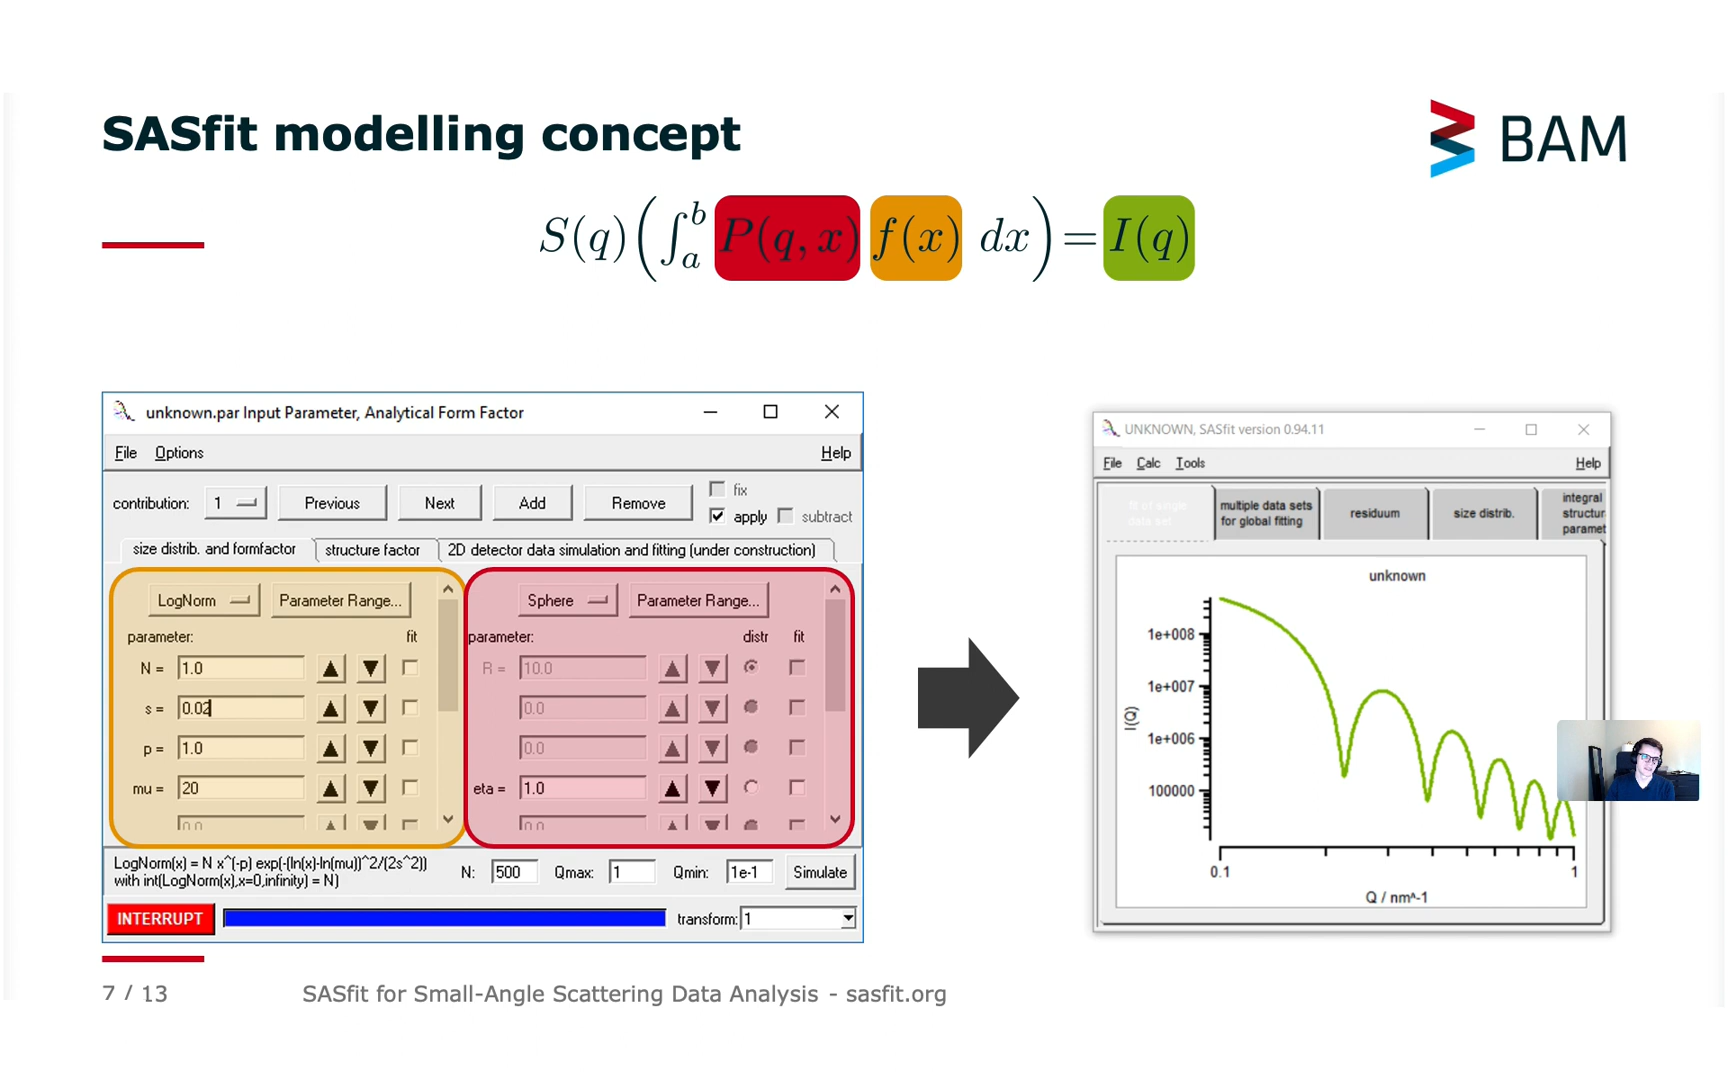 SASfit modelling concept
BAM
S(q)(∫_a^b P(q, x) f(x) dx) = I(q)
unknown.par Input Parameter, Analytical Form Factor
File Options Help
contribution: 1 Previous Next Add Remove fix
apply subtract
size distrib. and formfactor structure factor 2D detector data simulation and fitting (under construction)
LogNorm Parameter Range...
parameter: fit
N = 1.0
s = 0.02
p = 1.0
mu = 20
0.0
Sphere Parameter Range...
parameter: distr fit
R = 10.0
0.0
0.0
eta = 1.0
0.0
LogNorm(x) = N x^(-p) exp(-(ln(x)-ln(mu))^2/(2s^2))
with int(LogNorm(x),x=0,infinity) = N)
N: 500 Qmax: 1 Qmin: 1e-1 Simulate
INTERRUPT transform: 1
UNKNOWN, SASfit version 0.94.11
File Calc Tools Help
fit of single
data set
multiple data sets
for global fitting
residuum
size distrib.
integral
structur
paramet
unknown
1e+008
1e+007
1e+006
100000
I(Q)
0.1 1
Q / nm^-1
7 / 13 SASfit for Small-Angle Scattering Data Analysis - sasfit.org